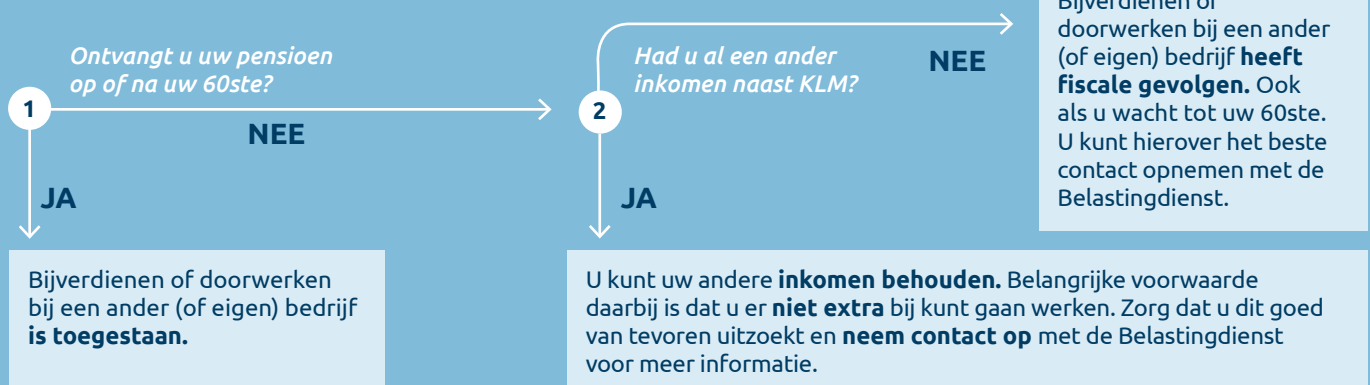 Ontvangt u uw pensioen
op of na uw 60ste?
1
NEE
JA
Bijverdienen of doorwerken
bij een ander (of eigen) bedrijf
is toegestaan.
Had u al een ander
inkomen naast KLM?
2
NEE
JA
Bijverdienen of
doorwerken bij een ander
(of eigen) bedrijf heeft
fiscale gevolgen. Ook
als u wacht tot uw 60ste.
U kunt hierover het beste
contact opnemen met de
Belastingdienst.
U kunt uw andere inkomen behouden. Belangrijke voorwaarde
daarbij is dat u er niet extra bij kunt gaan werken. Zorg dat u dit goed
van tevoren uitzoekt en neem contact op met de Belastingdienst
voor meer informatie.